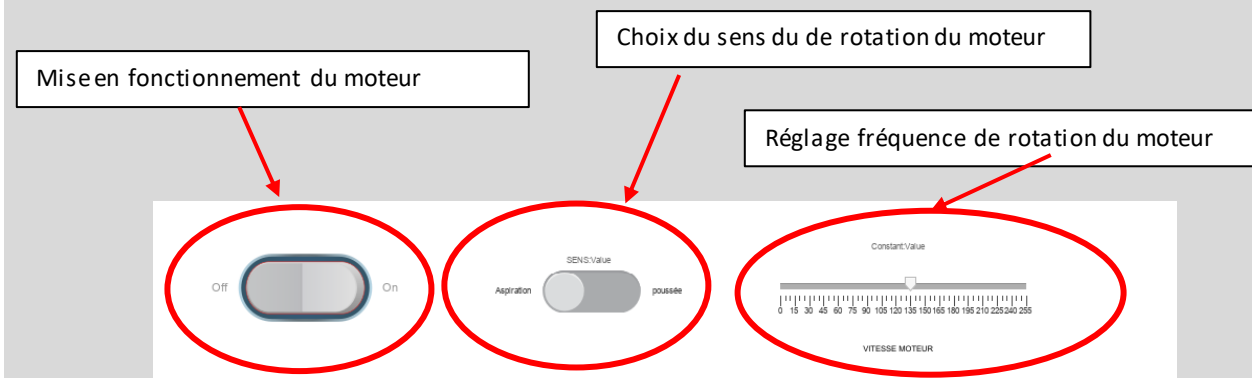 Choix du sens du de rotation du moteur
Mise en fonctionnement du moteur
Réglage fréquence de rotation du moteur
Constant:Value
SENS:Value
Off
On
Aspiration
poussée
0 15 30 45 60 75 90 105 120 135 150 165 180 195 210 225 240 255
VITESSE MOTEUR